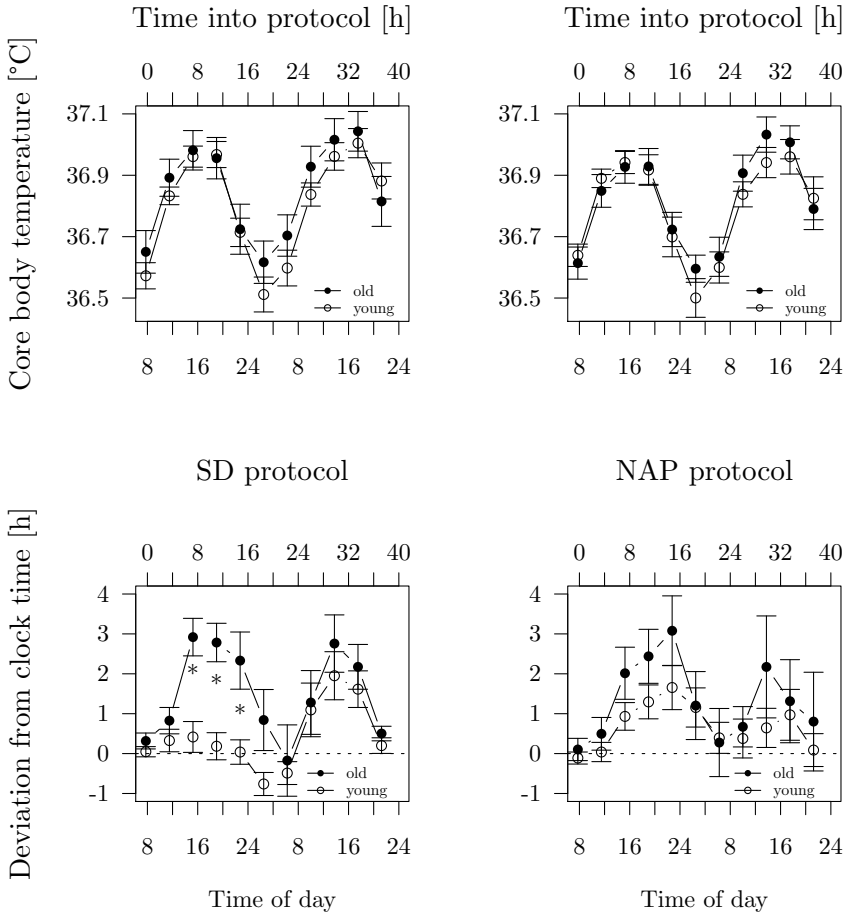 Time into protocol [h] Time into protocol [h]
0 8 16 24 32 40 0 8 16 24 32 40
Core body temperature [°C]
37.1 37.1
36.9 36.9
36.7 36.7
36.5 36.5
old old
young young
8 16 24 8 16 24 8 16 24 8 16 24
SD protocol NAP protocol
0 8 16 24 32 40 0 8 16 24 32 40
Deviation from clock time [h]
4 4
3 3
2 2
* * *
1 1
0 0
-1 -1
old old
young young
8 16 24 8 16 24 8 16 24 8 16 24
Time of day Time of day